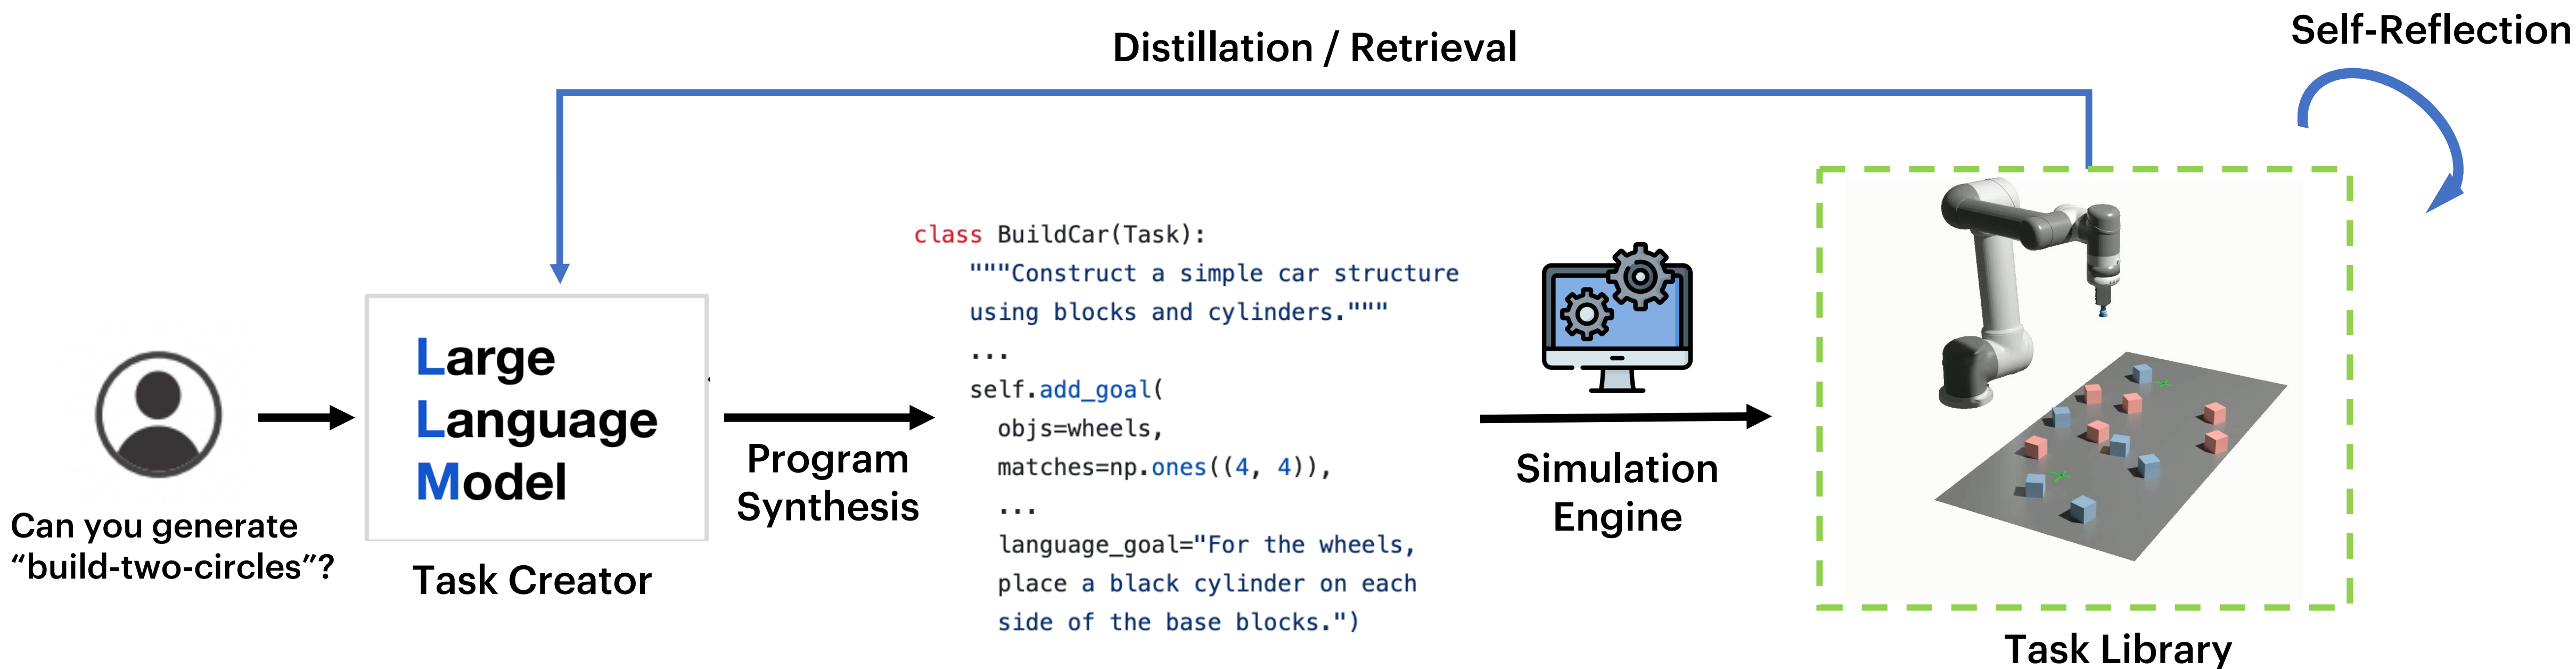 Distillation / Retrieval
Self-Reflection
Can you generate
“build-two-circles”?
Large
Language
Model
Task Creator
Program
Synthesis
class BuildCar(Task):
"""Construct a simple car structure
using blocks and cylinders."""
...
self.add_goal(
objs=wheels,
matches=np.ones((4, 4)),
...
language_goal="For the wheels,
place a black cylinder on each
side of the base blocks.")
Simulation
Engine
Task Library